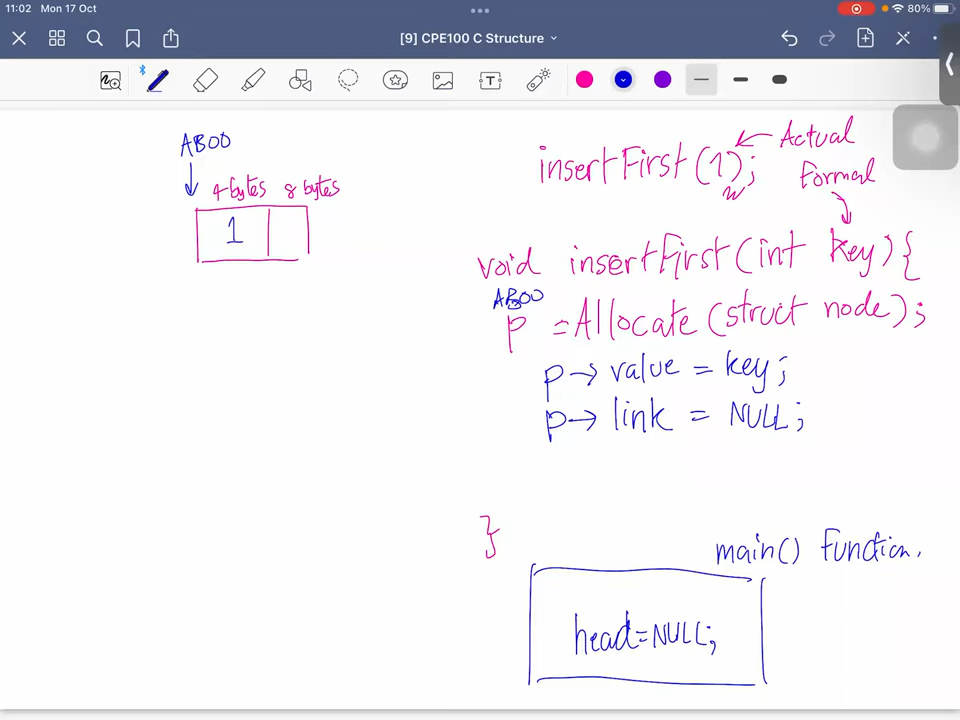 11:02 Mon 17 Oct
80%
[9] CPE100 C Structure
T
AB00
4 bytes 8 bytes
1
insertFirst (1);
Actual
Formal
void insertFirst (int key) {
AB00
p = Allocate (struct node);
p → value = key;
p → link = NULL;
}
main() function.
head = NULL;